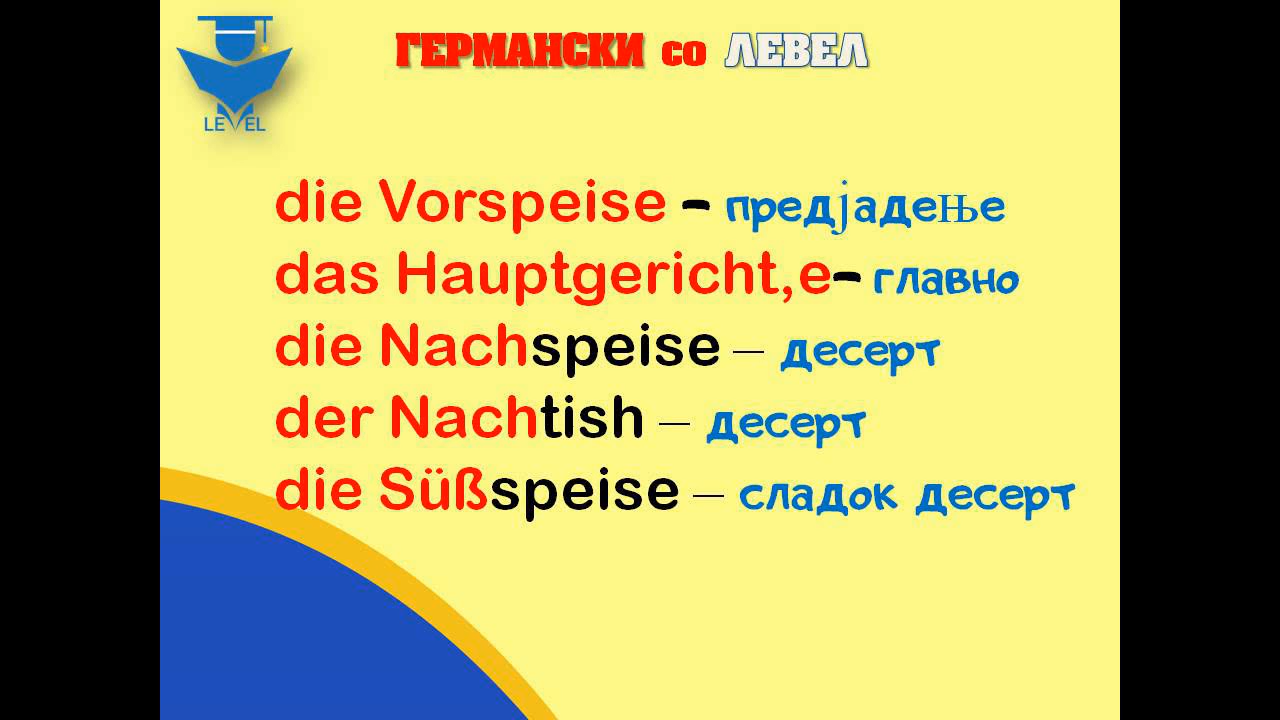 LEVEL
ГЕРМАНСКИ со ЛЕВЕЛ
die Vorspeise – предјадење
das Hauptgericht,e– главно
die Nachspeise – десерт
der Nachtish – десерт
die Süßspeise – сладок десерт